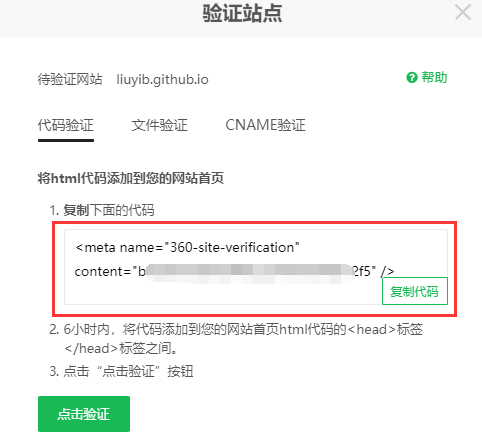 验证站点
待验证网站 liuyib.github.io
帮助
代码验证 文件验证 CNAME验证
将html代码添加到您的网站首页
1. 复制下面的代码
<meta name="360-site-verification"
content="b 2f5" />
复制代码
2. 6小时内，将代码添加到您的网站首页html代码的<head>标签
</head>标签之间。
3. 点击“点击验证”按钮
点击验证